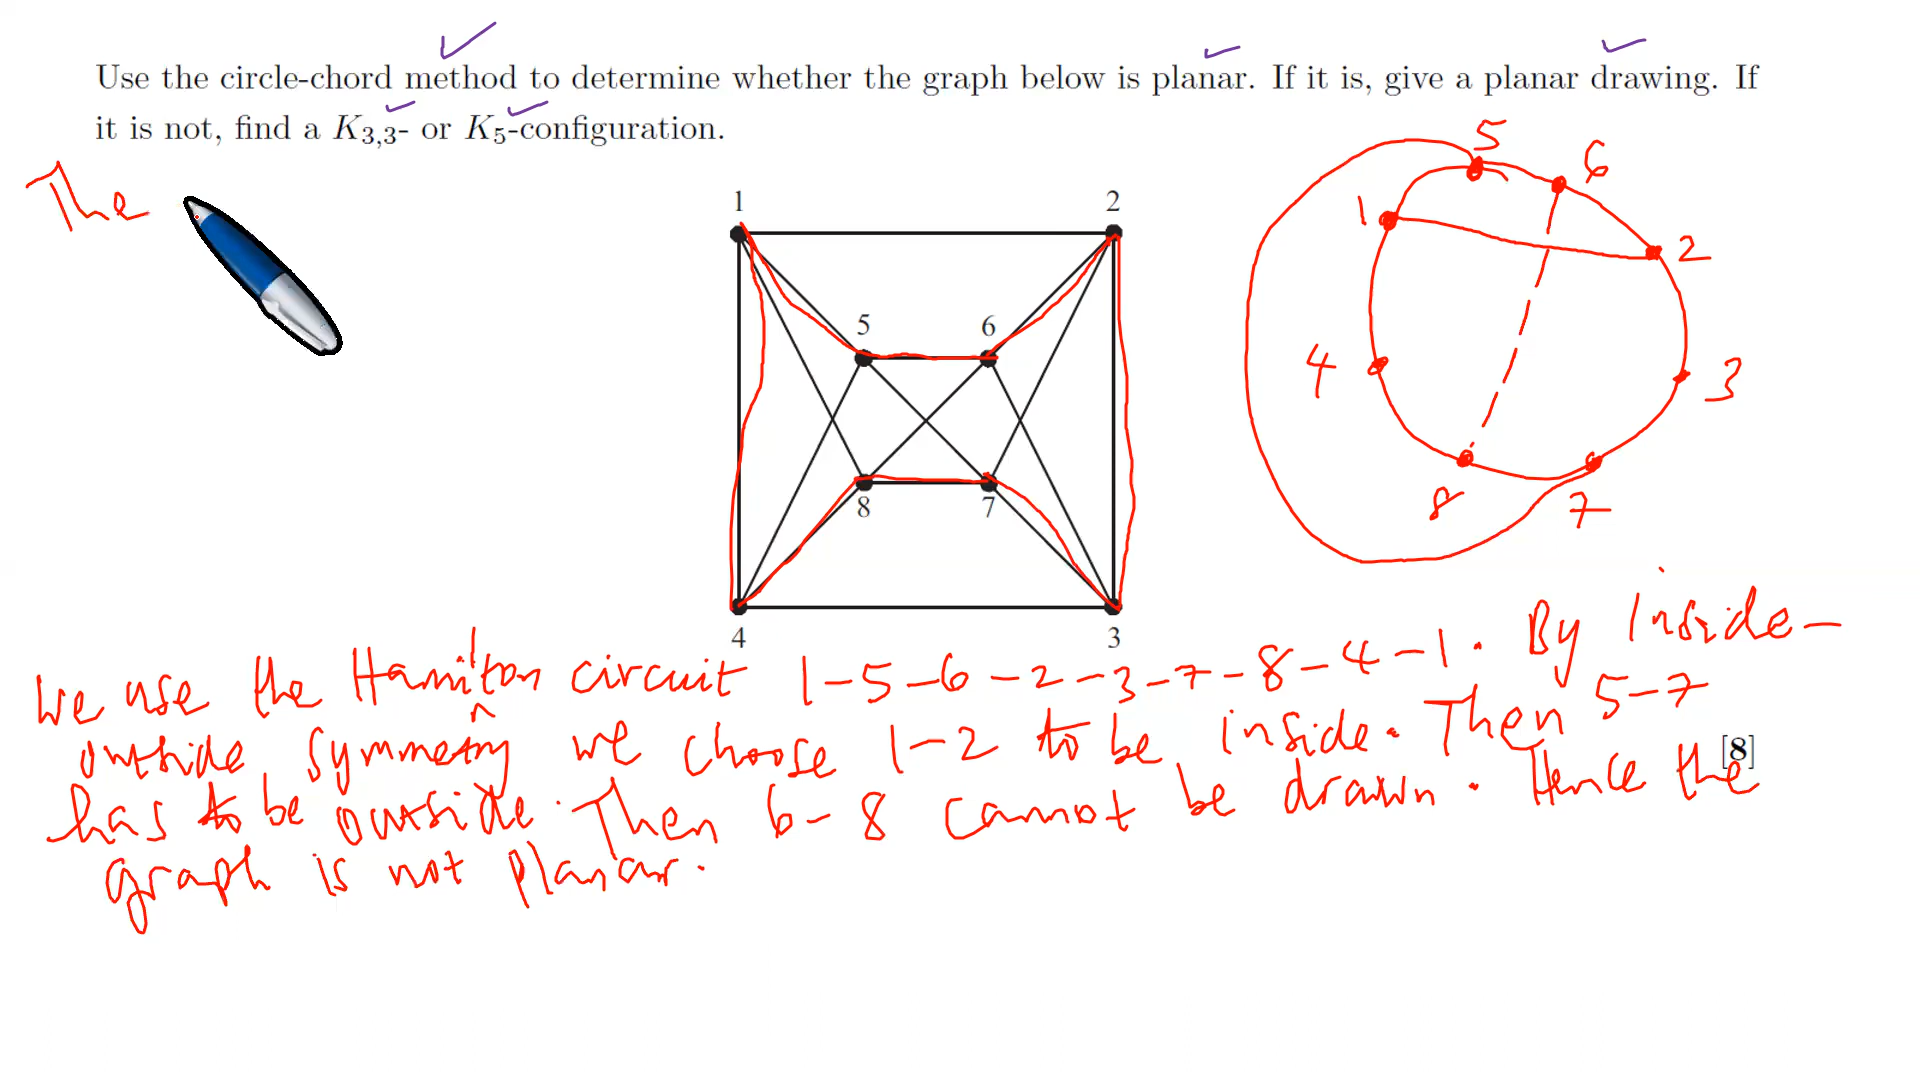 Use the circle-chord method to determine whether the graph below is planar. If it is, give a planar drawing. If
it is not, find a K3,3- or K5-configuration.
The
1
2
5
6
8
7
4
3
5
6
1
2
4
3
8
7
We use the Hamilton circuit 1-5-6-2-3-7-8-4-1. By inside-
outside symmetry we choose 1-2 to be inside. Then 5-7
[8]
has to be outside. Then 6-8 cannot be drawn. Hence the
graph is not planar.